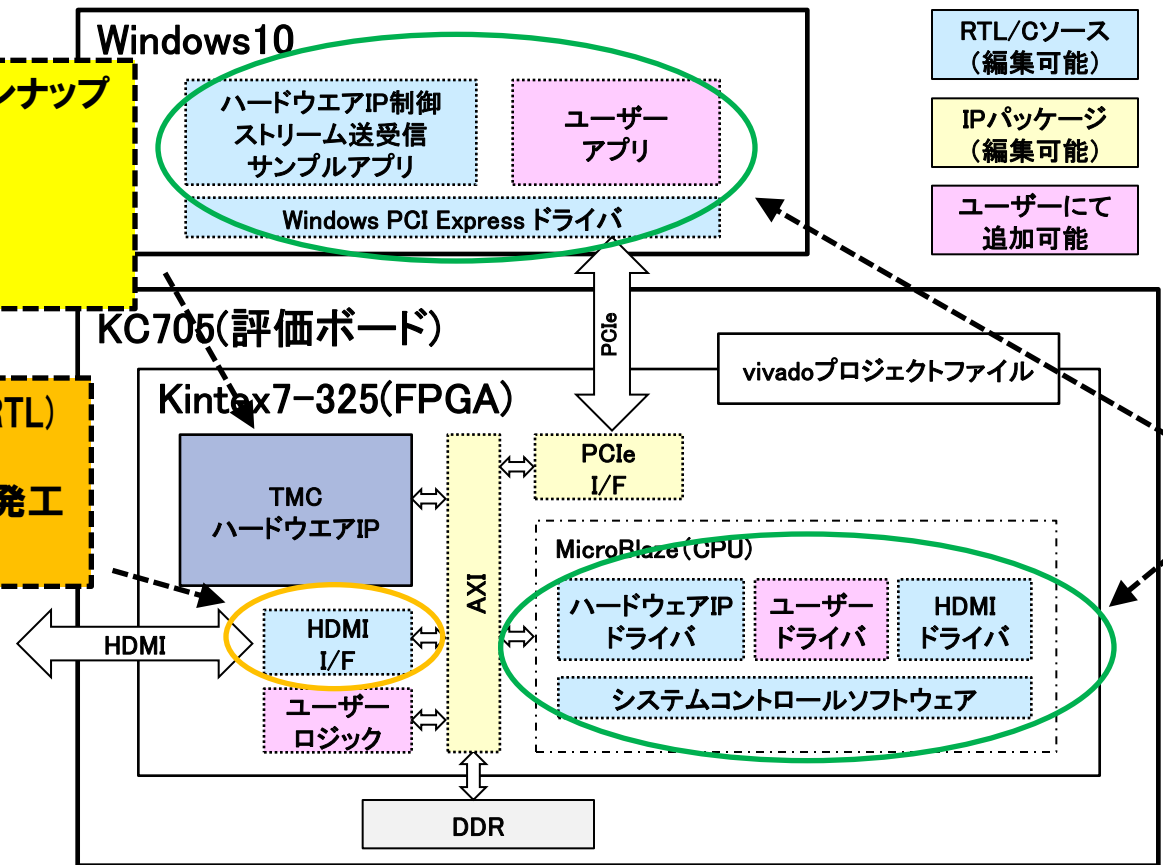 Windows10
ンナップ
ハードウエアIP制御
ストリーム送受信
サンプルアプリ
ユーザー
アプリ
Windows PCI Express ドライバ
RTL/Cソース
(編集可能)
IPパッケージ
(編集可能)
ユーザーにて
追加可能
PCIe
KC705(評価ボード)
vivadoプロジェクトファイル
Kintex7-325(FPGA)
RTL)
発工
TMC
ハードウエアIP
AXI
PCIe
I/F
MicroBlaze(CPU)
ハードウェアIP
ドライバ
ユーザー
ドライバ
HDMI
ドライバ
システムコントロールソフトウェア
HDMI
HDMI
I/F
ユーザー
ロジック
DDR